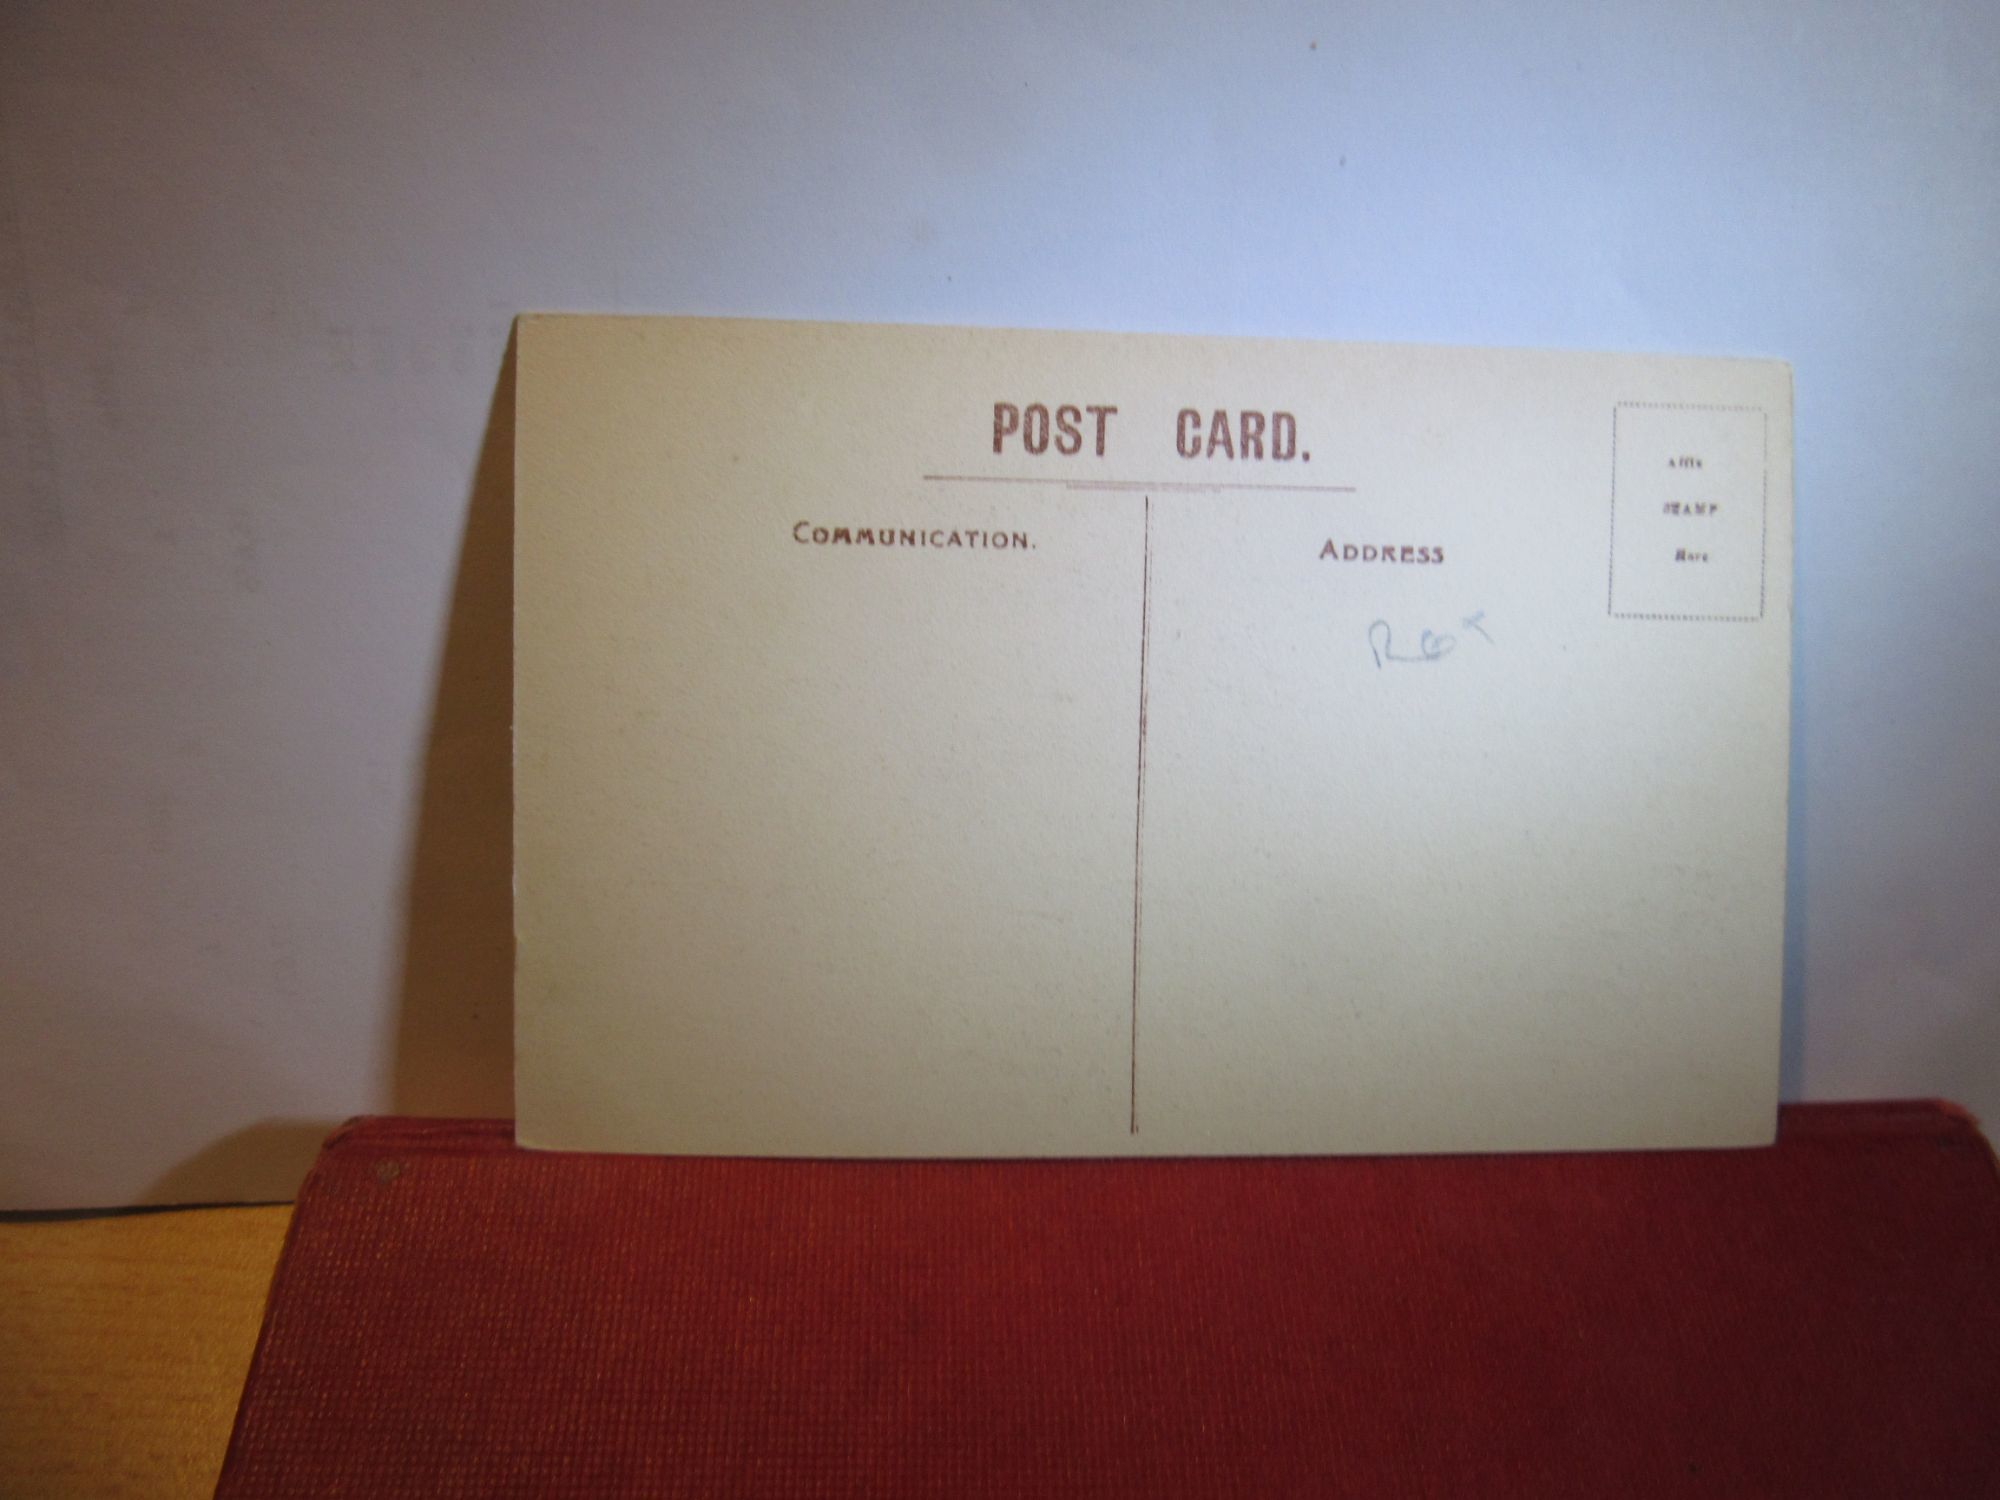 POST CARD.
COMMUNICATION.
ADDRESS
Affix
STAMP
Here